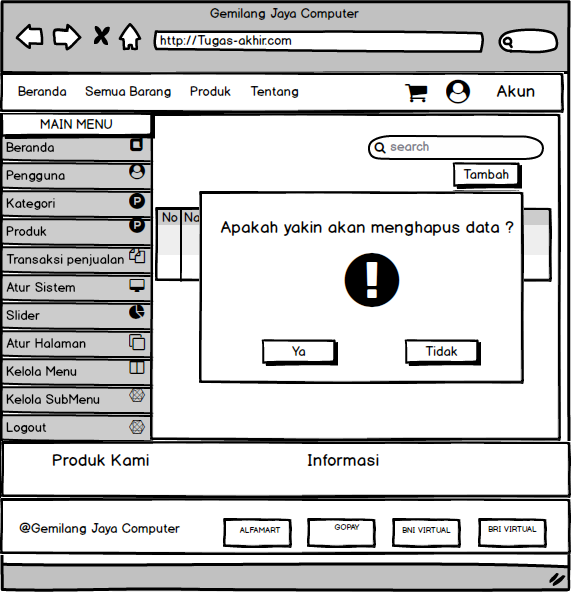 Gemilang Jaya Computer
http://Tugas-akhir.com
Beranda Semua Barang Produk Tentang Akun
MAIN MENU
Beranda
Pengguna
Kategori
Produk
Transaksi penjualan
Atur Sistem
Slider
Atur Halaman
Kelola Menu
Kelola SubMenu
Logout
search
Tambah
No
Apakah yakin akan menghapus data ?
Ya Tidak
Produk Kami Informasi
@Gemilang Jaya Computer ALFAMART GOPAY BNI VIRTUAL BRI VIRTUAL